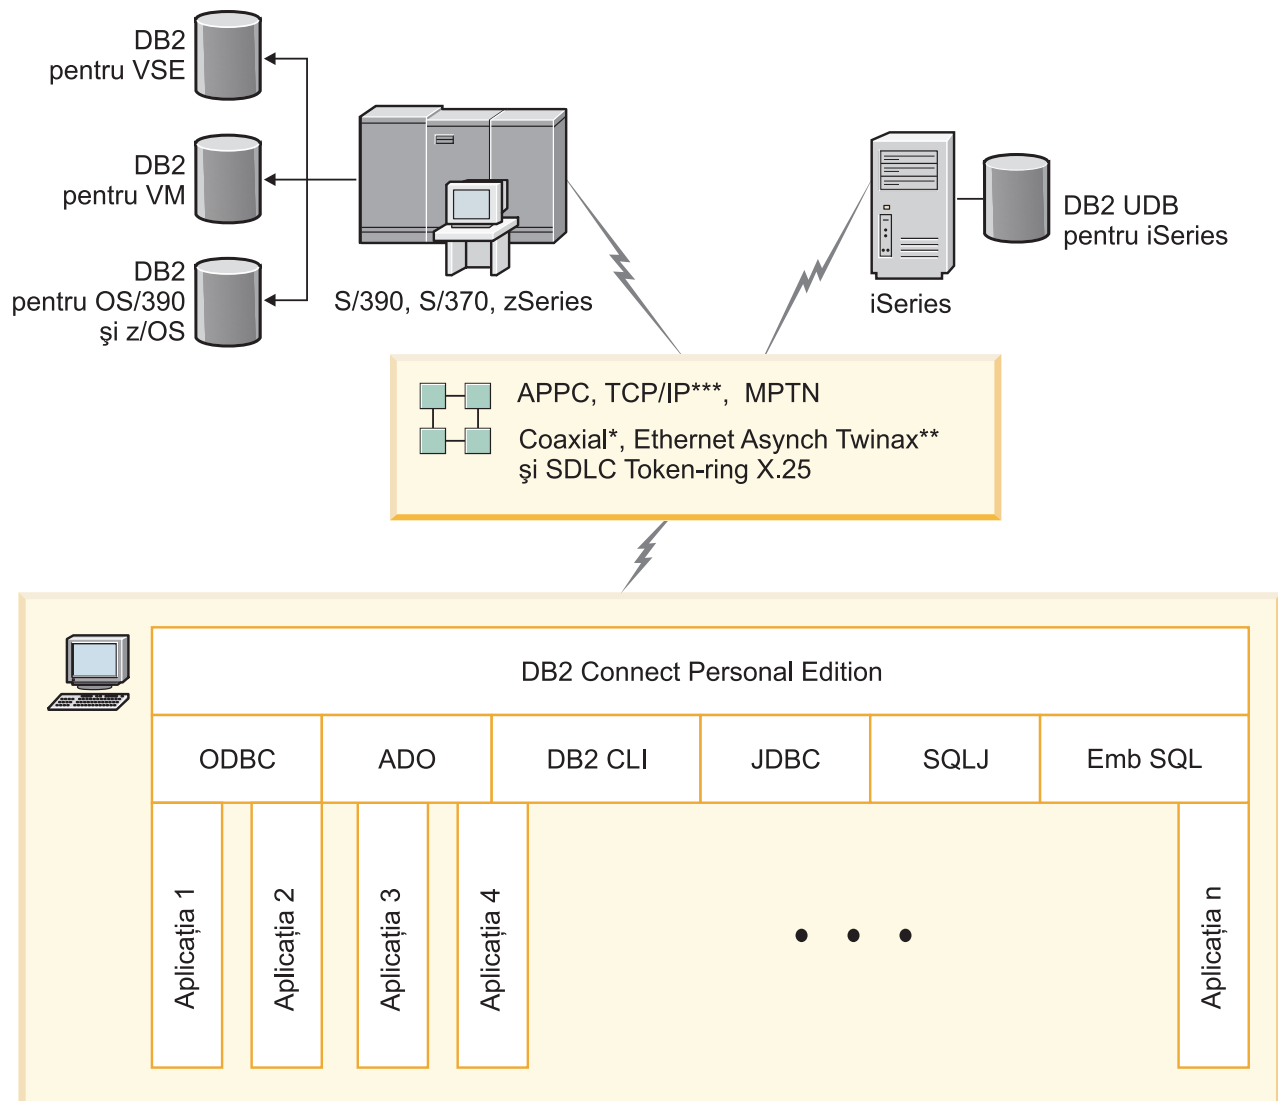 DB2
pentru VSE
DB2
pentru VM
DB2
pentru OS/390
şi z/OS
S/390, S/370, zSeries
iSeries
DB2 UDB
pentru iSeries
APPC, TCP/IP***, MPTN
Coaxial*, Ethernet Asynch Twinax**
şi SDLC Token-ring X.25
DB2 Connect Personal Edition
ODBC
ADO
DB2 CLI
JDBC
SQLJ
Emb SQL
Aplicația 1
Aplicația 2
Aplicația 3
Aplicația 4
Aplicația n